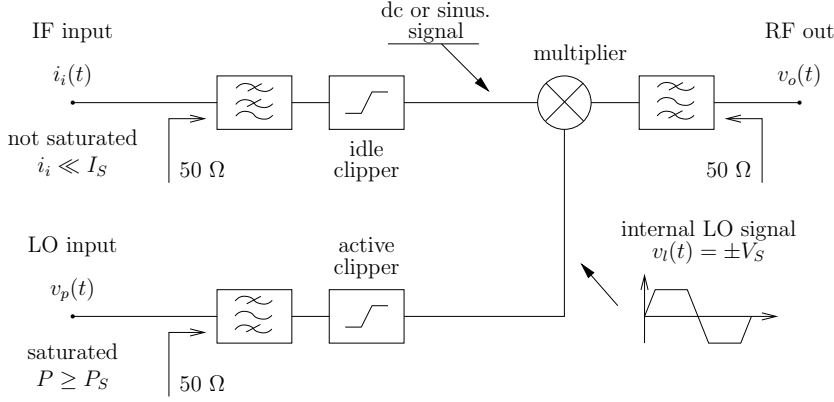 dc or sinus.
signal
IF input
RF out
multiplier
i_i(t)
v_o(t)
not saturated
i_i ≪ I_S
50 Ω
idle
clipper
50 Ω
LO input
active
clipper
internal LO signal
v_l(t) = ±V_S
v_p(t)
saturated
P ≥ P_S
50 Ω